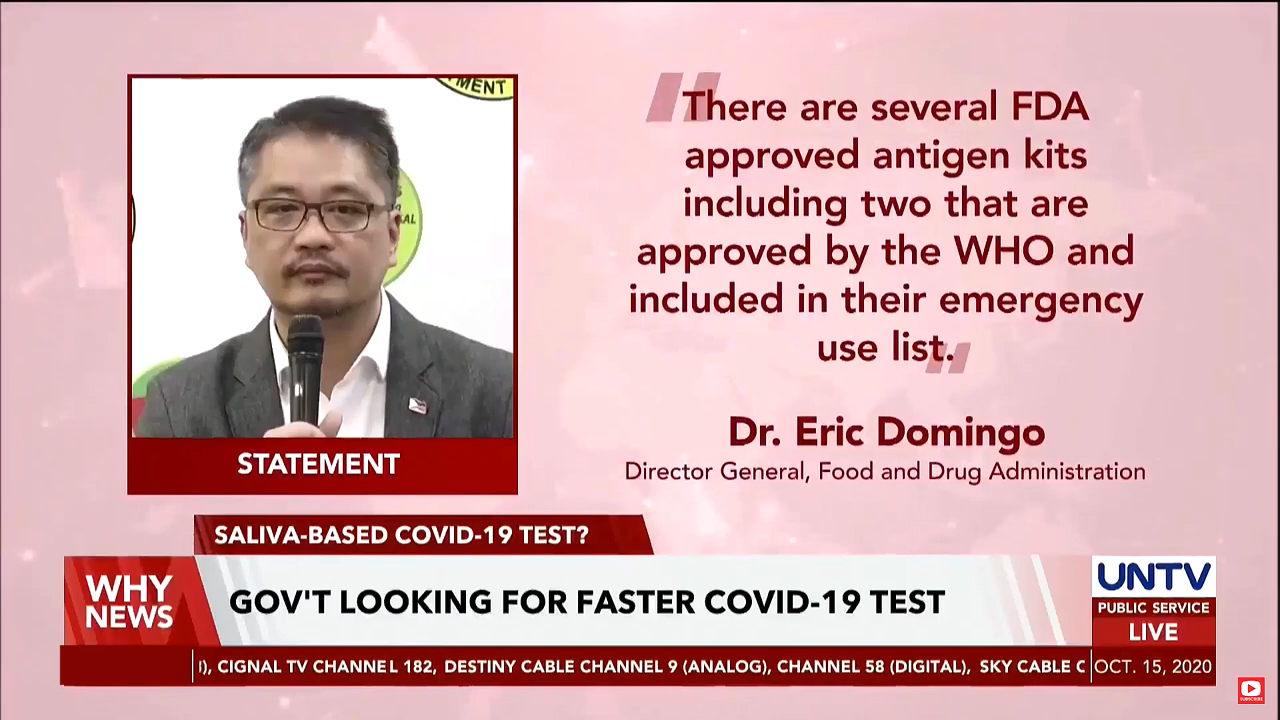 MENT
There are several FDA
approved antigen kits
including two that are
approved by the WHO and
included in their emergency
use list.
Dr. Eric Domingo
Director General, Food and Drug Administration
STATEMENT
SALIVA-BASED COVID-19 TEST?
WHY
NEWS
GOV'T LOOKING FOR FASTER COVID-19 TEST
UNTV
PUBLIC SERVICE
LIVE
), CIGNAL TV CHANNEL 182, DESTINY CABLE CHANNEL 9 (ANALOG), CHANNEL 58 (DIGITAL), SKY CABLE C
OCT. 15, 2020
SUBSCRIBE